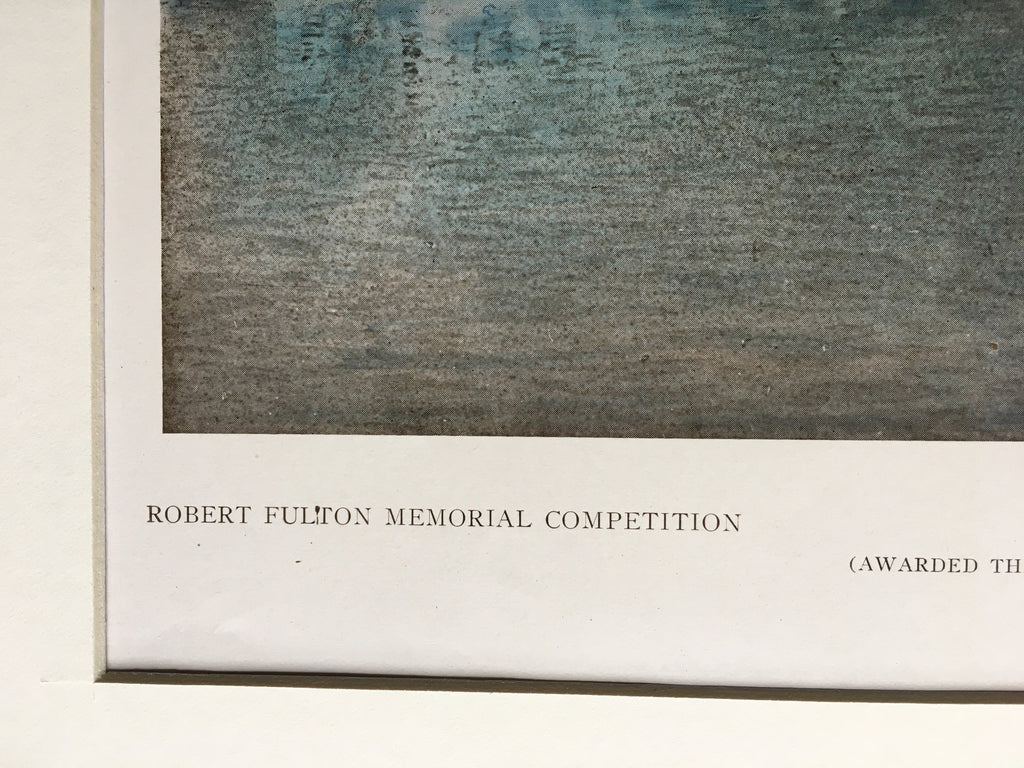 ROBERT FULTON MEMORIAL COMPETITION
(AWARDED TH